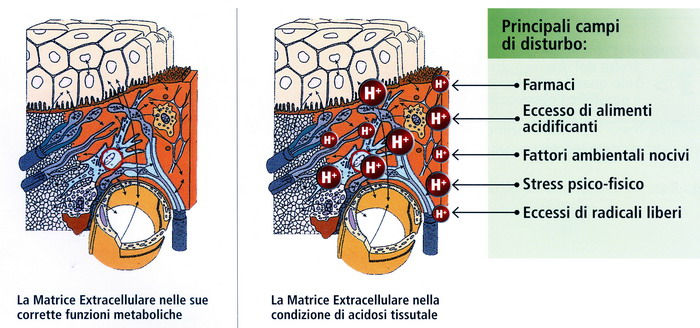 Principali campi
di disturbo:
Farmaci
Eccesso di alimenti
acidificanti
Fattori ambientali nocivi
Stress psico-fisico
Eccessi di radicali liberi
H+
H+
H+
H+
H+
H+
H+
H+
H+
H+
H+
La Matrice Extracellulare nelle sue
corrette funzioni metaboliche
La Matrice Extracellulare nella
condizione di acidosi tissutale